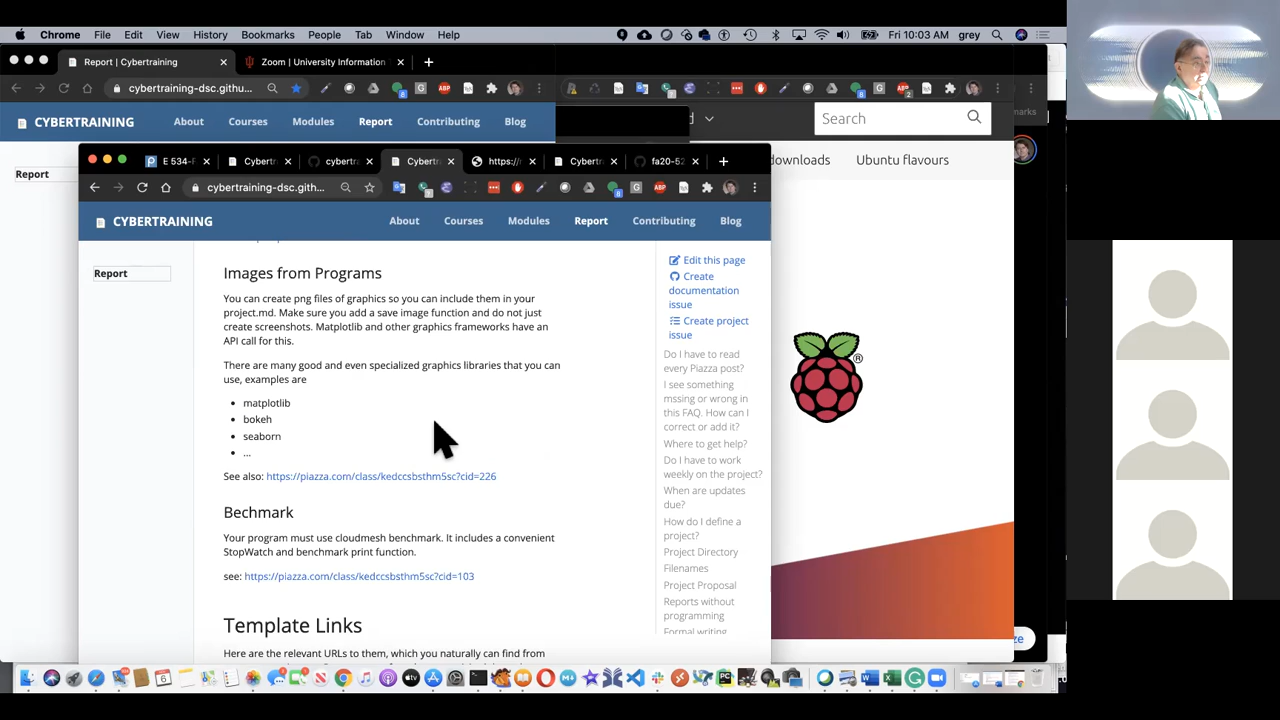 Chrome File Edit View History Bookmarks People Tab Window Help Fri 10:03 AM grey
Report | Cybertraining Zoom | University Information
cybertraining-dsc.githu...
CYBERTRAINING About Courses Modules Report Contributing Blog
Search
downloads Ubuntu flavours
Report
E 534-F Cybertr cybertra Cybertr https://r Cybertr fa20-52
cybertraining-dsc.gith...
CYBERTRAINING About Courses Modules Report Contributing Blog
Report
Images from Programs
You can create png files of graphics so you can include them in your
project.md. Make sure you add a save image function and do not just
create screenshots. Matplotlib and other graphics frameworks have an
API call for this.
There are many good and even specialized graphics libraries that you can
use, examples are
matplotlib
bokeh
seaborn
...
See also: https://piazza.com/class/kedccsbsthm5sc?cid=226
Bechmark
Your program must use cloudmesh benchmark. It includes a convenient
StopWatch and benchmark print function.
see: https://piazza.com/class/kedccsbsthm5sc?cid=103
Template Links
Here are the relevant URLs to them, which you naturally can find from
Edit this page
Create
documentation
issue
Create project
issue
Do I have to read
every Piazza post?
I see something
mssing or wrong in
this FAQ. How can I
correct or add it?
Where to get help?
Do I have to work
weekly on the project?
When are updates
due?
How do I define a
project?
Project Directory
Filenames
Project Proposal
Reports without
programming
Formal writing